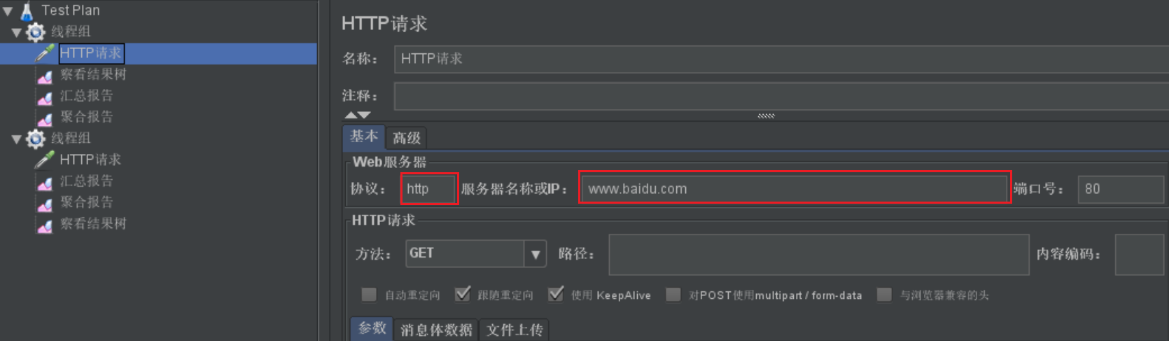 Test Plan
线程组
HTTP请求
察看结果树
汇总报告
聚合报告
线程组
HTTP请求
汇总报告
聚合报告
察看结果树
HTTP请求
名称： HTTP请求
注释：
基本 高级
Web服务器
协议： http 服务器名称或IP： www.baidu.com 端口号： 80
HTTP请求
方法： GET 路径： 内容编码：
自动重定向 跟随重定向 使用 KeepAlive 对POST使用multipart / form-data 与浏览器兼容的头
参数 消息体数据 文件上传